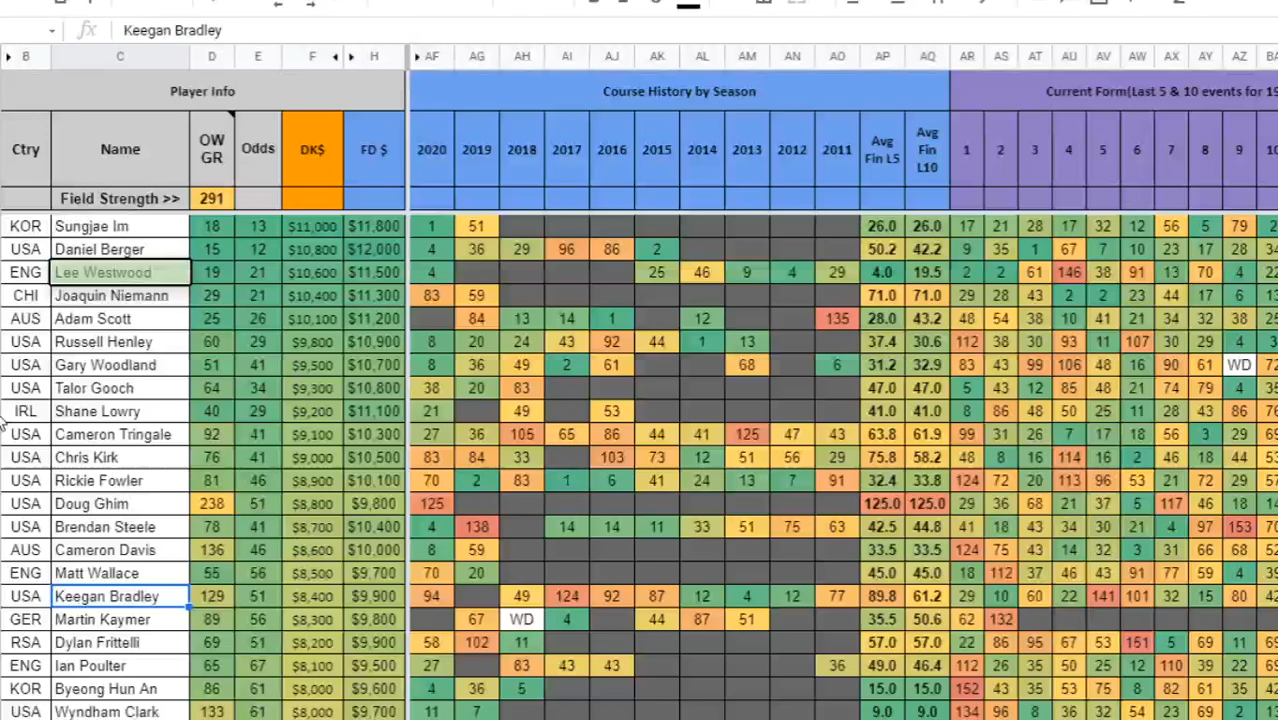 Keegan Bradley
B C D E F H AF AG AH AI AJ AK AL AM AN AO AP AQ AR AS AT AU AV AW AX AY AZ BA
Player Info Course History by Season Current Form(Last 5 & 10 events for 19
Ctry Name OW GR Odds DK$ FD $ 2020 2019 2018 2017 2016 2015 2014 2013 2012 2011 Avg Fin L5 Avg Fin L10 1 2 3 4 5 6 7 8 9 10
Field Strength >> 291
KOR Sungjae Im 18 13 $11,000 $11,800 1 51 26.0 26.0 17 21 28 17 32 12 56 5 79
USA Daniel Berger 15 12 $10,800 $12,000 4 36 29 96 86 2 50.2 42.2 9 35 1 67 7 10 23 17 28 34
ENG Lee Westwood 19 21 $10,600 $11,500 4 25 46 9 4 29 4.0 19.5 2 2 61 146 38 91 13 70 4 22
CHI Joaquin Niemann 29 21 $10,400 $11,300 83 59 71.0 71.0 29 28 43 2 2 23 44 17 6
AUS Adam Scott 25 26 $10,100 $11,200 84 13 14 1 12 135 28.0 43.2 48 54 38 10 41 21 34 32 38 25
USA Russell Henley 60 29 $9,800 $10,900 8 20 24 43 92 44 1 13 37.4 30.6 112 38 30 93 11 107 30 29 4
USA Gary Woodland 51 41 $9,500 $10,700 8 36 49 2 61 68 6 31.2 32.9 83 43 99 106 48 16 90 61 WD 72
USA Talor Gooch 64 34 $9,300 $10,800 38 20 83 47.0 47.0 5 43 12 85 48 21 74 79 4
IRL Shane Lowry 40 29 $9,200 $11,100 21 49 53 41.0 41.0 8 86 48 50 25 11 28 43 86 76
USA Cameron Tringale 92 41 $9,100 $10,300 27 36 105 65 86 44 41 125 47 43 63.8 61.9 99 31 26 7 17 18 56 3 29
USA Chris Kirk 76 41 $9,000 $10,500 83 84 33 103 73 12 51 56 29 75.8 58.2 48 8 16 114 16 2 46 18 44
USA Rickie Fowler 81 46 $8,900 $10,100 70 2 83 1 6 41 24 13 7 91 32.4 33.8 124 72 20 113 96 53 21 72 29
USA Doug Ghim 238 51 $8,800 $9,800 125 125.0 125.0 29 36 68 21 37 5 117 46 18
USA Brendan Steele 78 41 $8,700 $10,400 4 138 14 14 11 33 51 75 63 42.5 44.8 41 18 43 34 30 21 4 97 153
AUS Cameron Davis 136 46 $8,600 $10,000 8 59 33.5 33.5 124 75 43 14 32 3 31 66 68
ENG Matt Wallace 55 56 $8,500 $9,700 70 20 45.0 45.0 18 112 37 46 43 91 77 59 4
USA Keegan Bradley 129 51 $8,400 $9,900 94 49 124 92 87 12 4 12 77 89.8 61.2 29 10 60 22 141 101 32 15 80
GER Martin Kaymer 89 56 $8,300 $9,800 67 WD 4 44 87 51 35.5 50.6 62 132
RSA Dylan Frittelli 69 51 $8,200 $9,900 58 102 11 57.0 57.0 22 86 95 67 53 151 5 69 11
ENG Ian Poulter 65 67 $8,100 $9,500 27 83 43 43 36 49.0 46.4 112 26 35 50 25 12 110 39 22
KOR Byeong Hun An 86 61 $8,000 $9,600 4 36 5 15.0 15.0 152 43 35 53 75 8 82 61 35
USA Wyndham Clark 133 61 $8,000 $9,700 11 7 9.0 9.0 134 96 8 36 32 54 23 69 2